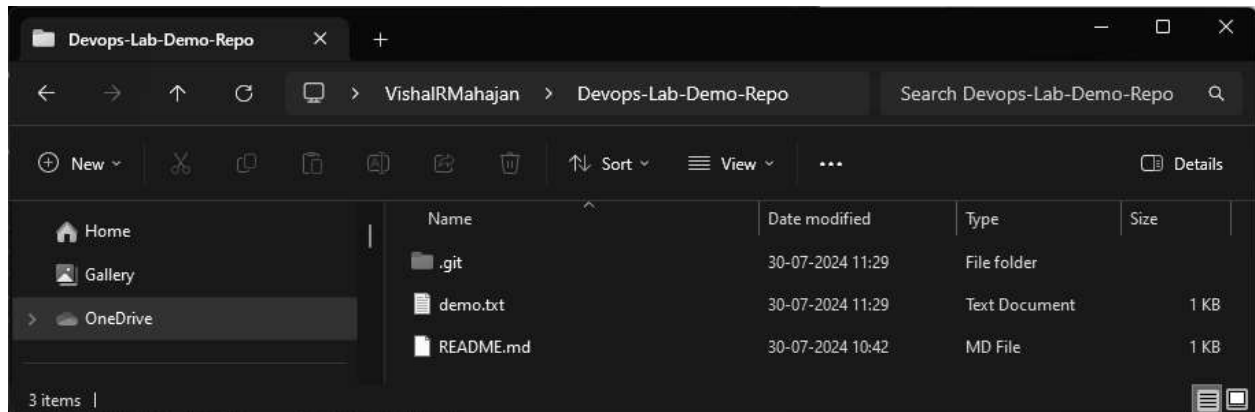 Devops-Lab-Demo-Repo
VishalRMahajan > Devops-Lab-Demo-Repo Search Devops-Lab-Demo-Repo
New Sort View ... Details
Name Date modified Type Size
Home
.git 30-07-2024 11:29 File folder
Gallery
demo.txt 30-07-2024 11:29 Text Document 1 KB
OneDrive
README.md 30-07-2024 10:42 MD File 1 KB
3 items